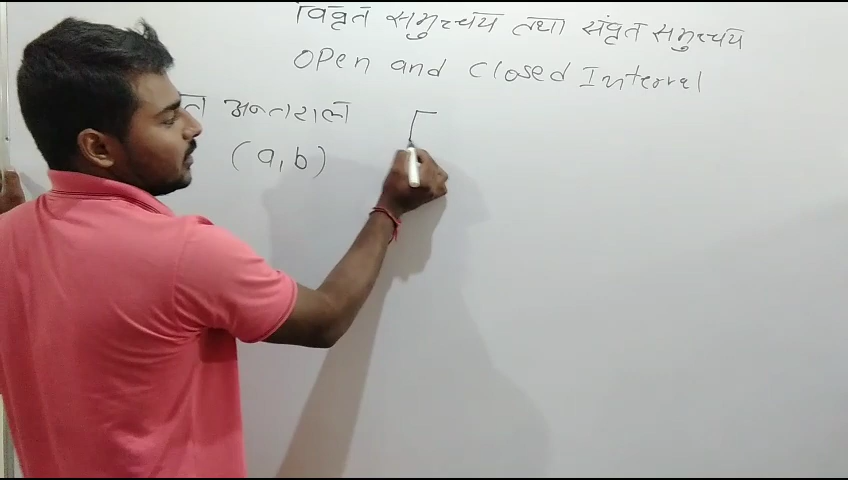 विवृत समुच्चय तथा संवृत समुच्चय
Open and Closed Interval
अन्तराल
(a, b) [